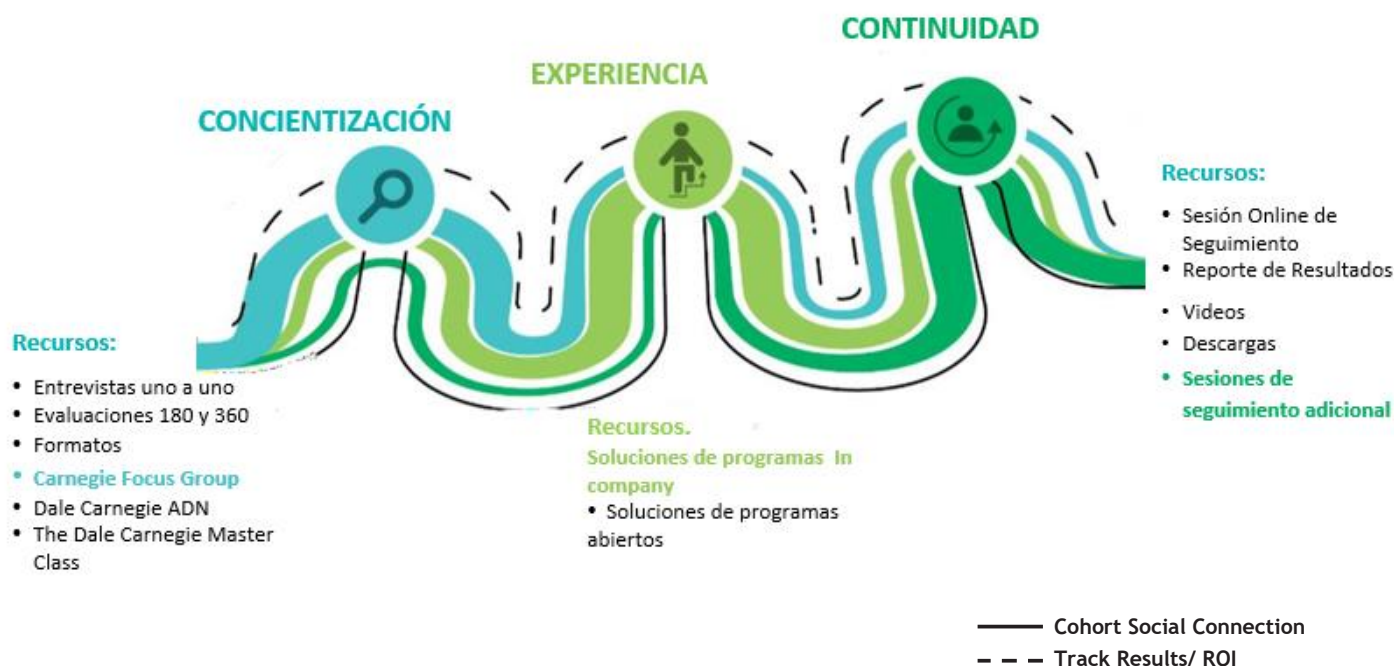 CONCIENTIZACIÓN
EXPERIENCIA
CONTINUIDAD
Recursos:
• Entrevistas uno a uno
• Evaluaciones 180 y 360
• Formatos
• Carnegie Focus Group
• Dale Carnegie ADN
• The Dale Carnegie Master
Class
Recursos.
Soluciones de programas In
company
• Soluciones de programas
abiertos
Recursos:
• Sesión Online de
Seguimiento
• Reporte de Resultados
• Videos
• Descargas
• Sesiones de
seguimiento adicional
Cohort Social Connection
Track Results/ ROI